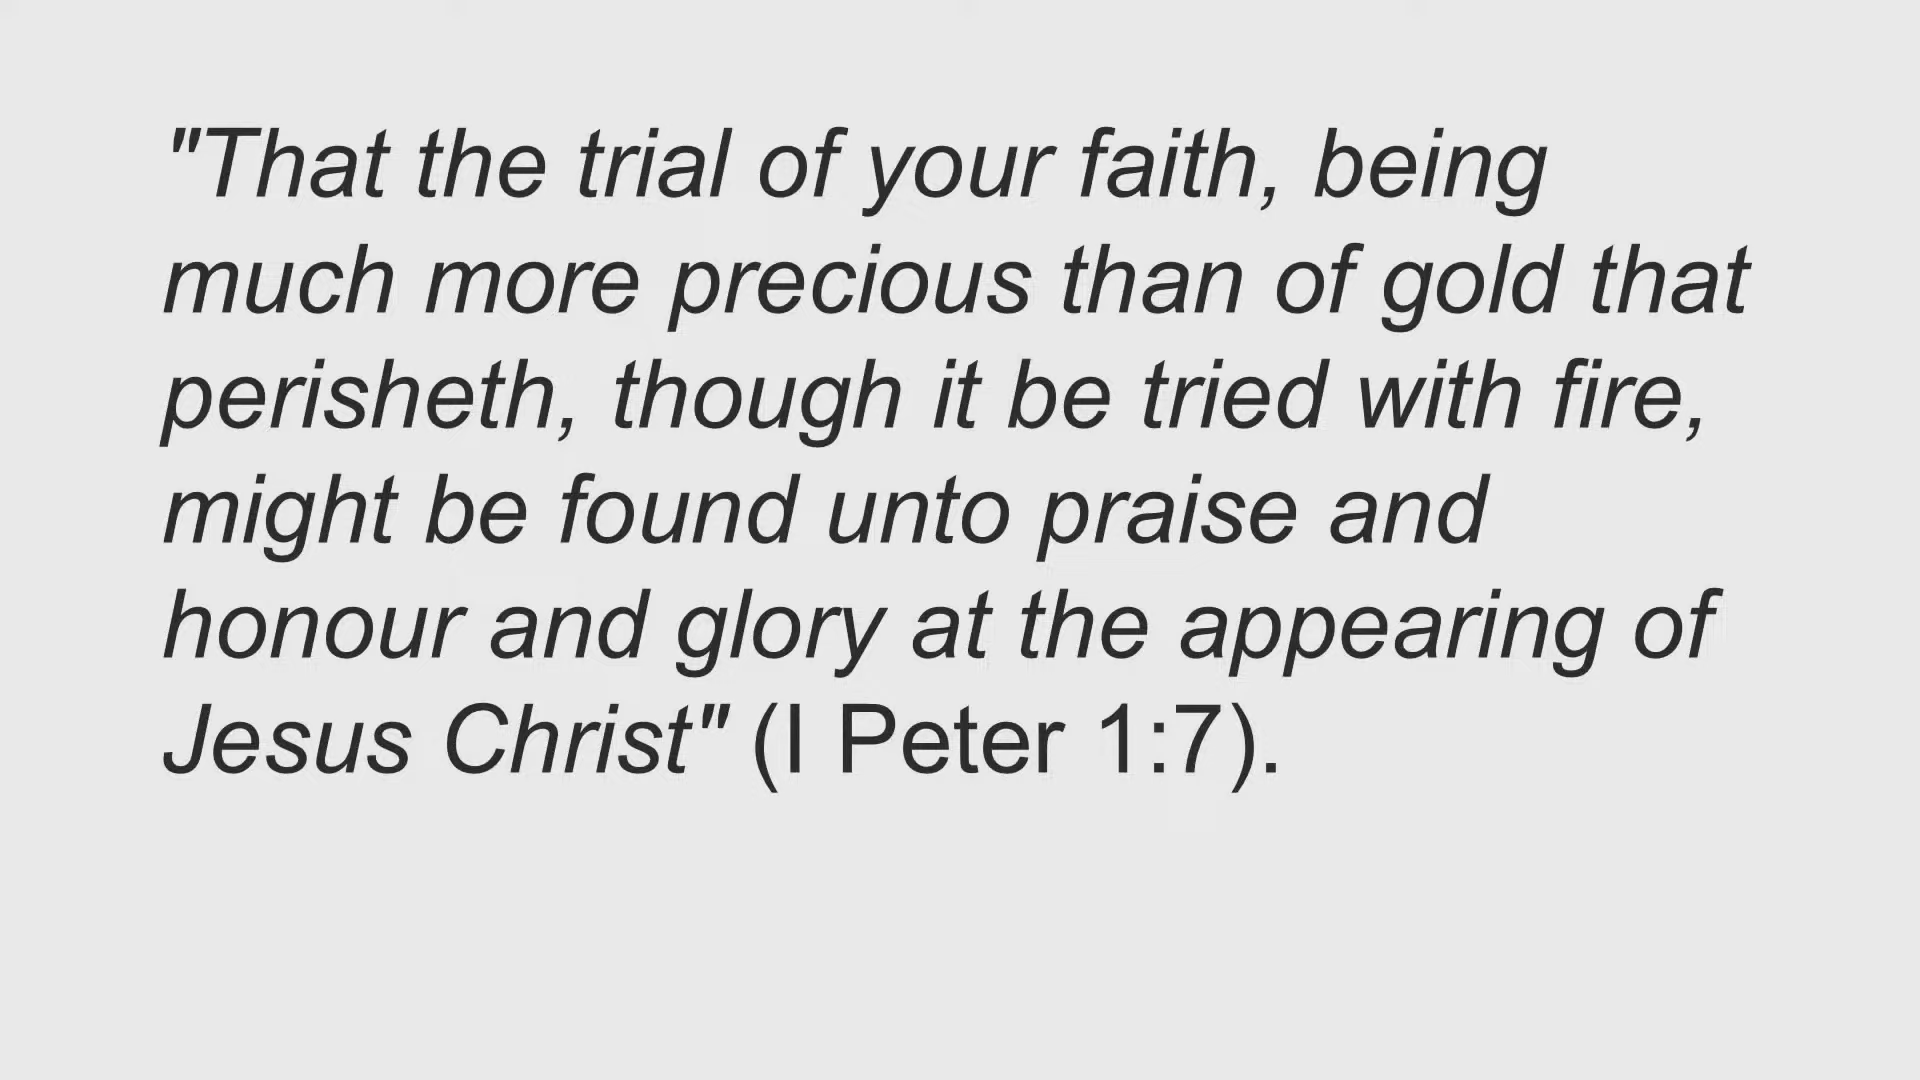 "That the trial of your faith, being
much more precious than of gold that
perisheth, though it be tried with fire,
might be found unto praise and
honour and glory at the appearing of
Jesus Christ" (I Peter 1:7).